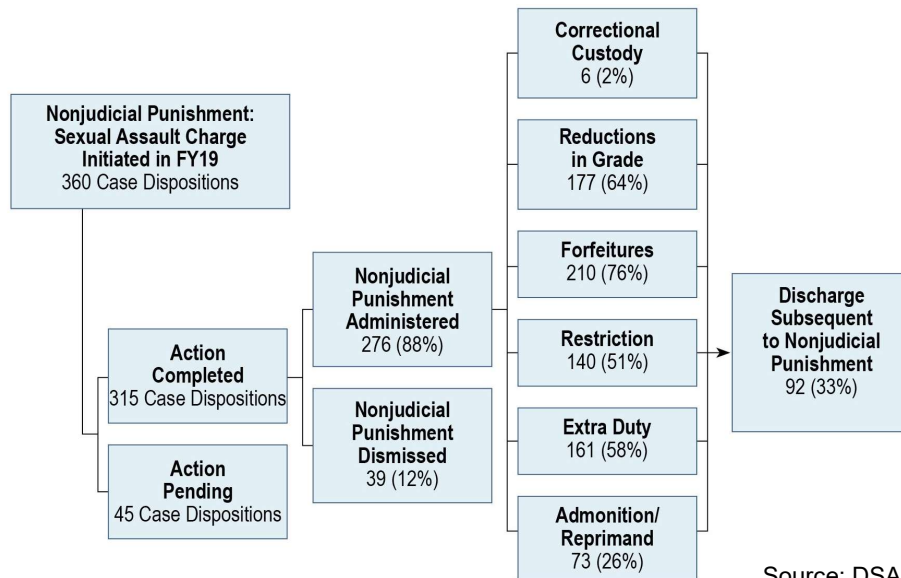 Nonjudicial Punishment:
Sexual Assault Charge
Initiated in FY19
360 Case Dispositions
Action
Completed
315 Case Dispositions
Action
Pending
45 Case Dispositions
Nonjudicial
Punishment
Administered
276 (88%)
Nonjudicial
Punishment
Dismissed
39 (12%)
Correctional
Custody
6 (2%)
Reductions
in Grade
177 (64%)
Forfeitures
210 (76%)
Restriction
140 (51%)
Extra Duty
161 (58%)
Admonition/
Reprimand
73 (26%)
Discharge
Subsequent
to Nonjudicial
Punishment
92 (33%)
Source: DSA